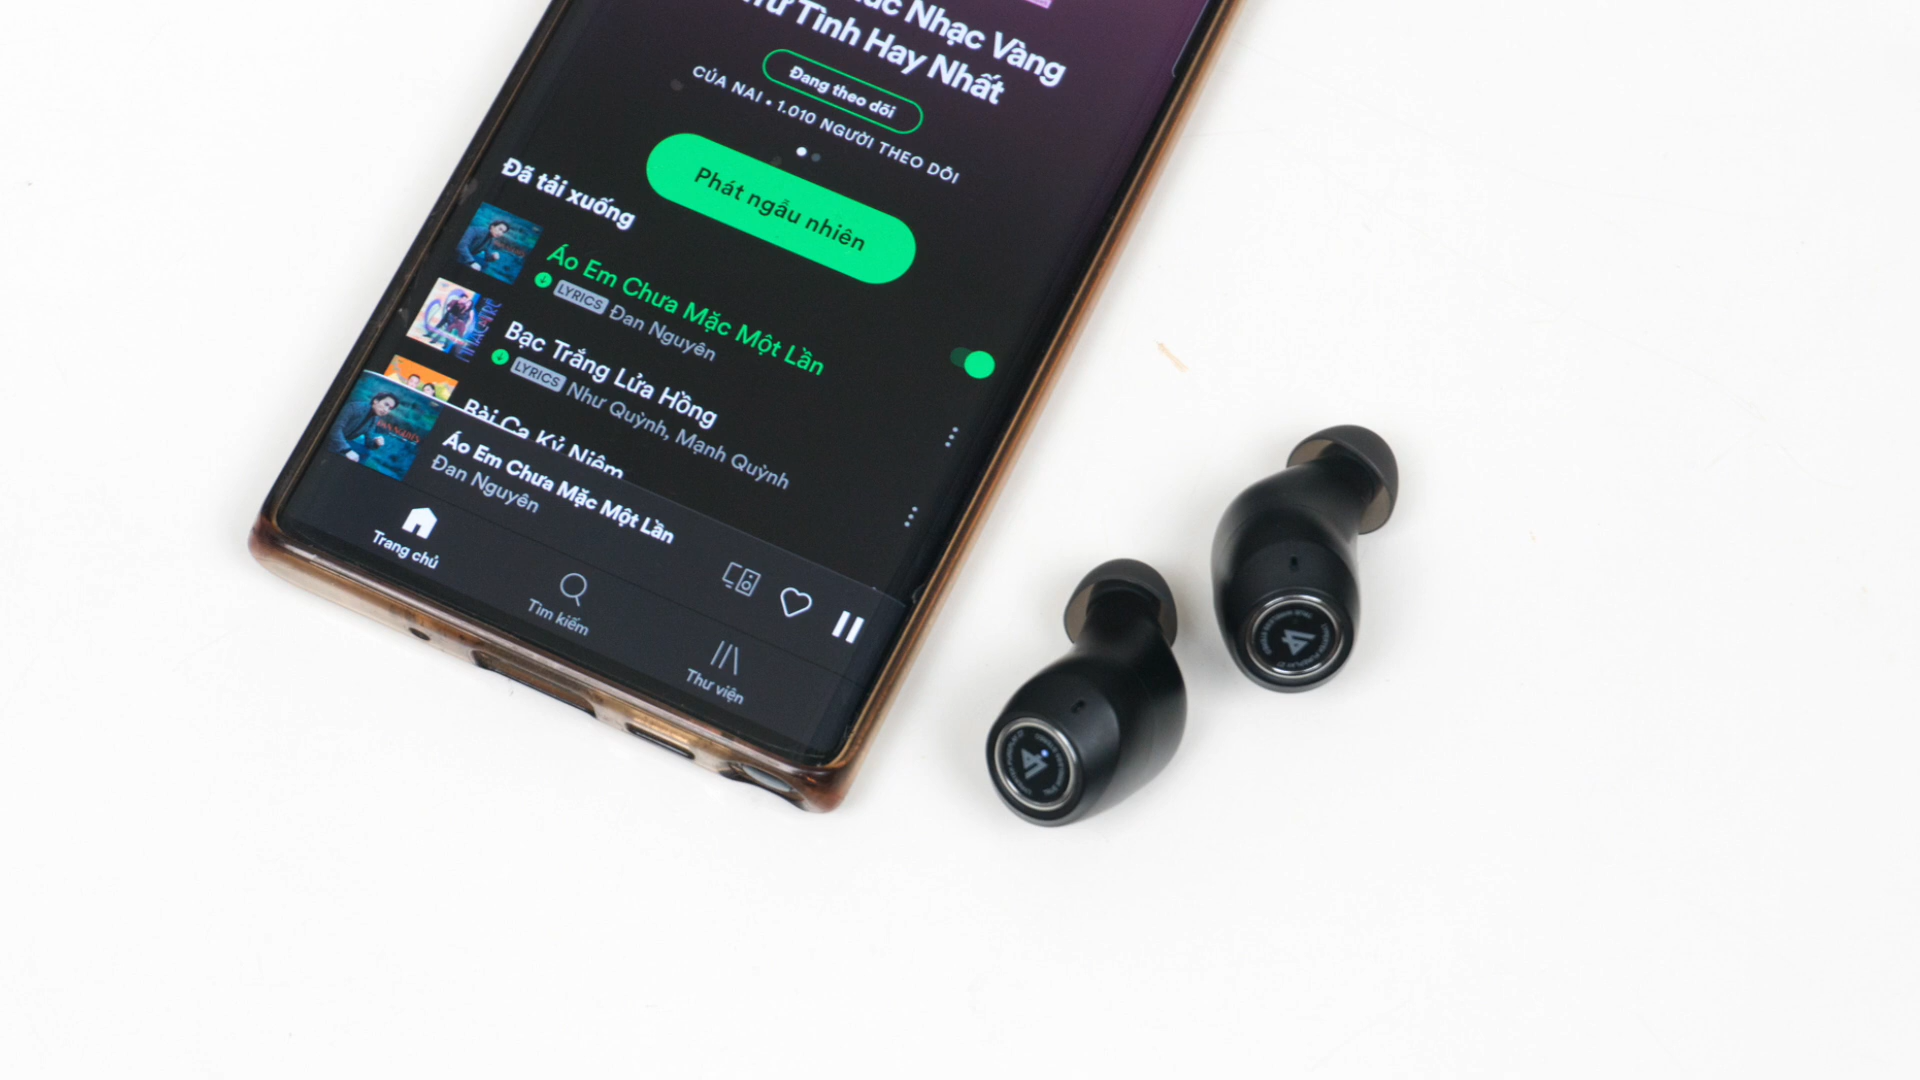 Nhạc Vàng
Trữ Tình Hay Nhất
Đang theo dõi
CỦA NAI • 1.010 NGƯỜI THEO DÕI
Phát ngẫu nhiên
Đã tải xuống
Áo Em Chưa Mặc Một Lần
LYRICS Đan Nguyên
Bạc Trắng Lửa Hồng
LYRICS Như Quỳnh, Mạnh Quỳnh
Bài Ca Kỷ Niệm
Áo Em Chưa Mặc Một Lần
Đan Nguyên
Trang chủ
Tìm kiếm
Thư viện